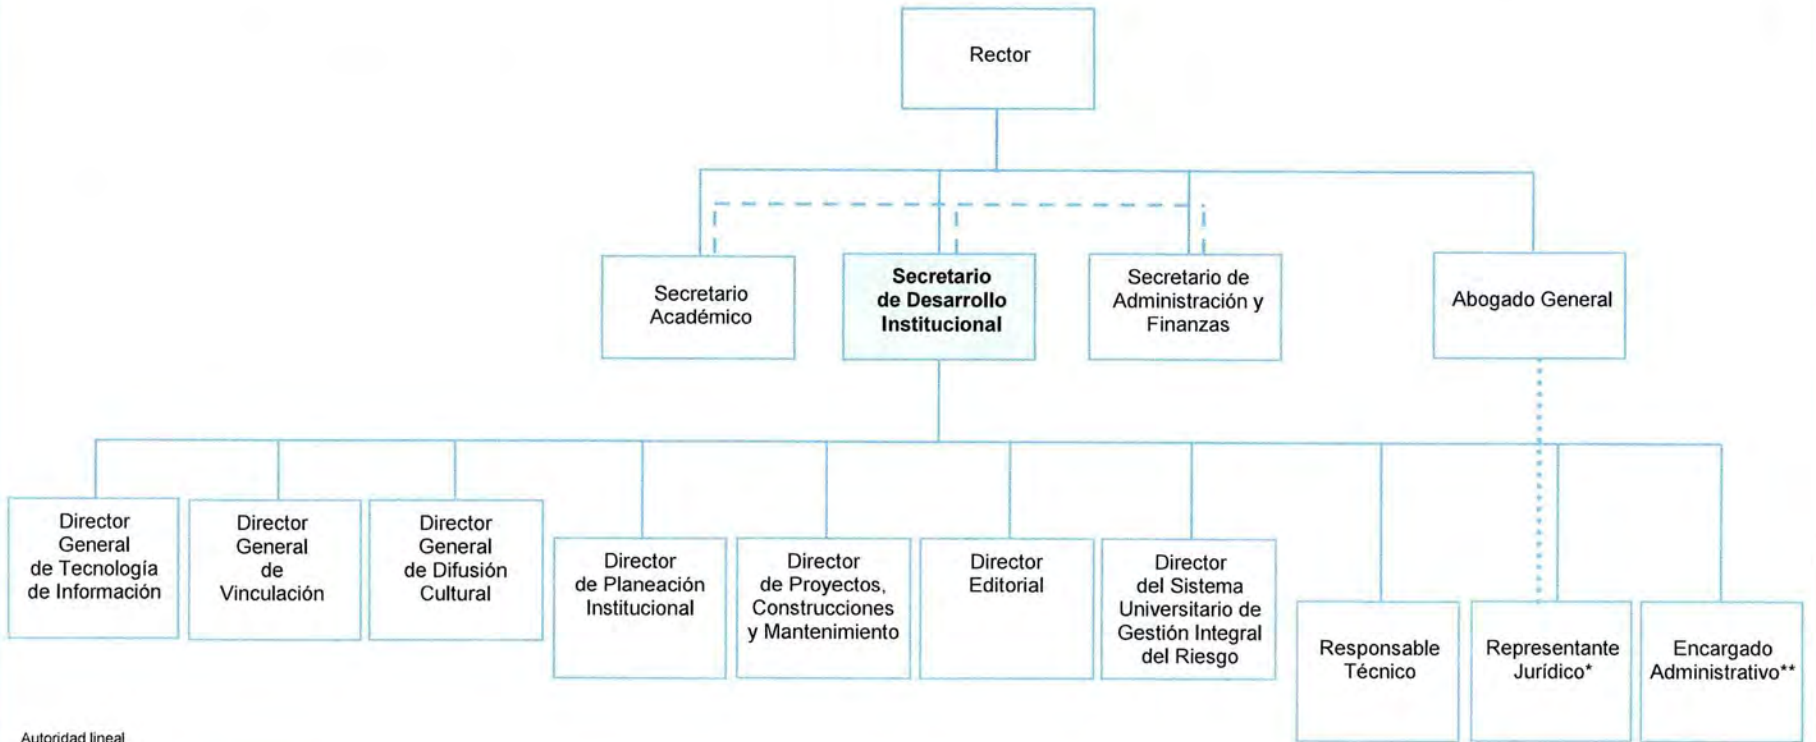 Rector
Secretario
Académico
Secretario
de Desarrollo
Institucional
Secretario de
Administración y
Finanzas
Abogado General
Director
General
de Tecnología
de Información
Director
General
de
Vinculación
Director
General
de Difusión
Cultural
Director
de Planeación
Institucional
Director
de Proyectos,
Construcciones
y Mantenimiento
Director
Editorial
Director
del Sistema
Universitario de
Gestión Integral
del Riesgo
Responsable
Técnico
Representante
Jurídico*
Encargado
Administrativo**
Autoridad lineal